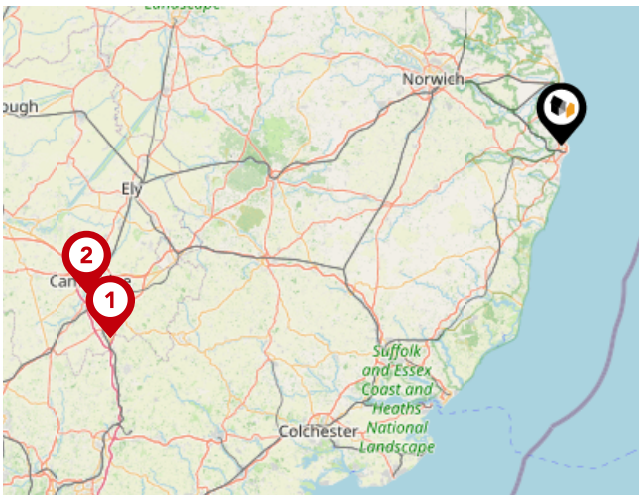 Landscape
Norwich
ough
Ely
2
Can
e
1
Suffolk
and Essex
Coast and
Heaths
National
Landscape
Colchester